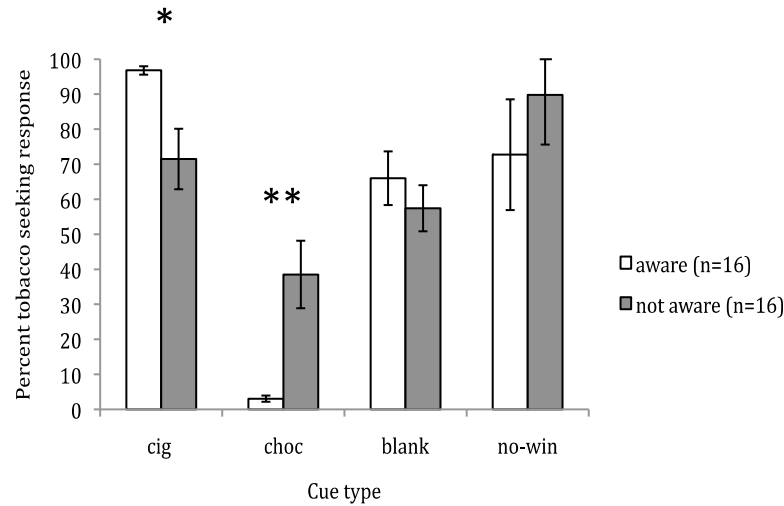 *
100
90
80
70
60
50
40
30
20
10
0
Percent tobacco seeking response
**
aware (n=16)
not aware (n=16)
cig choc blank no-win
Cue type